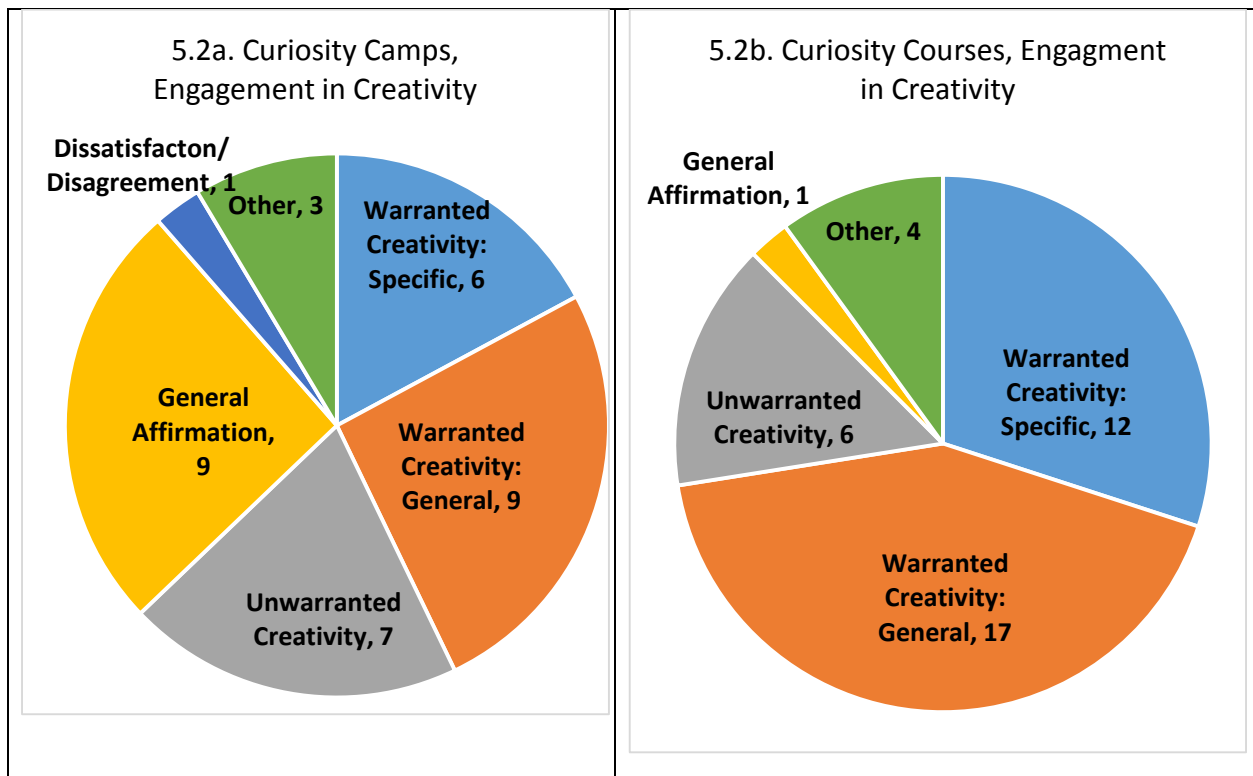 5.2a. Curiosity Camps,
Engagement in Creativity
Dissatisfacton/
Disagreement, 1
Other, 3
Warranted
Creativity:
Specific, 6
General
Affirmation,
9
Warranted
Creativity:
General, 9
Unwarranted
Creativity, 7
5.2b. Curiosity Courses, Engagment
in Creativity
General
Affirmation, 1
Other, 4
Warranted
Creativity:
Specific, 12
Unwarranted
Creativity, 6
Warranted
Creativity:
General, 17